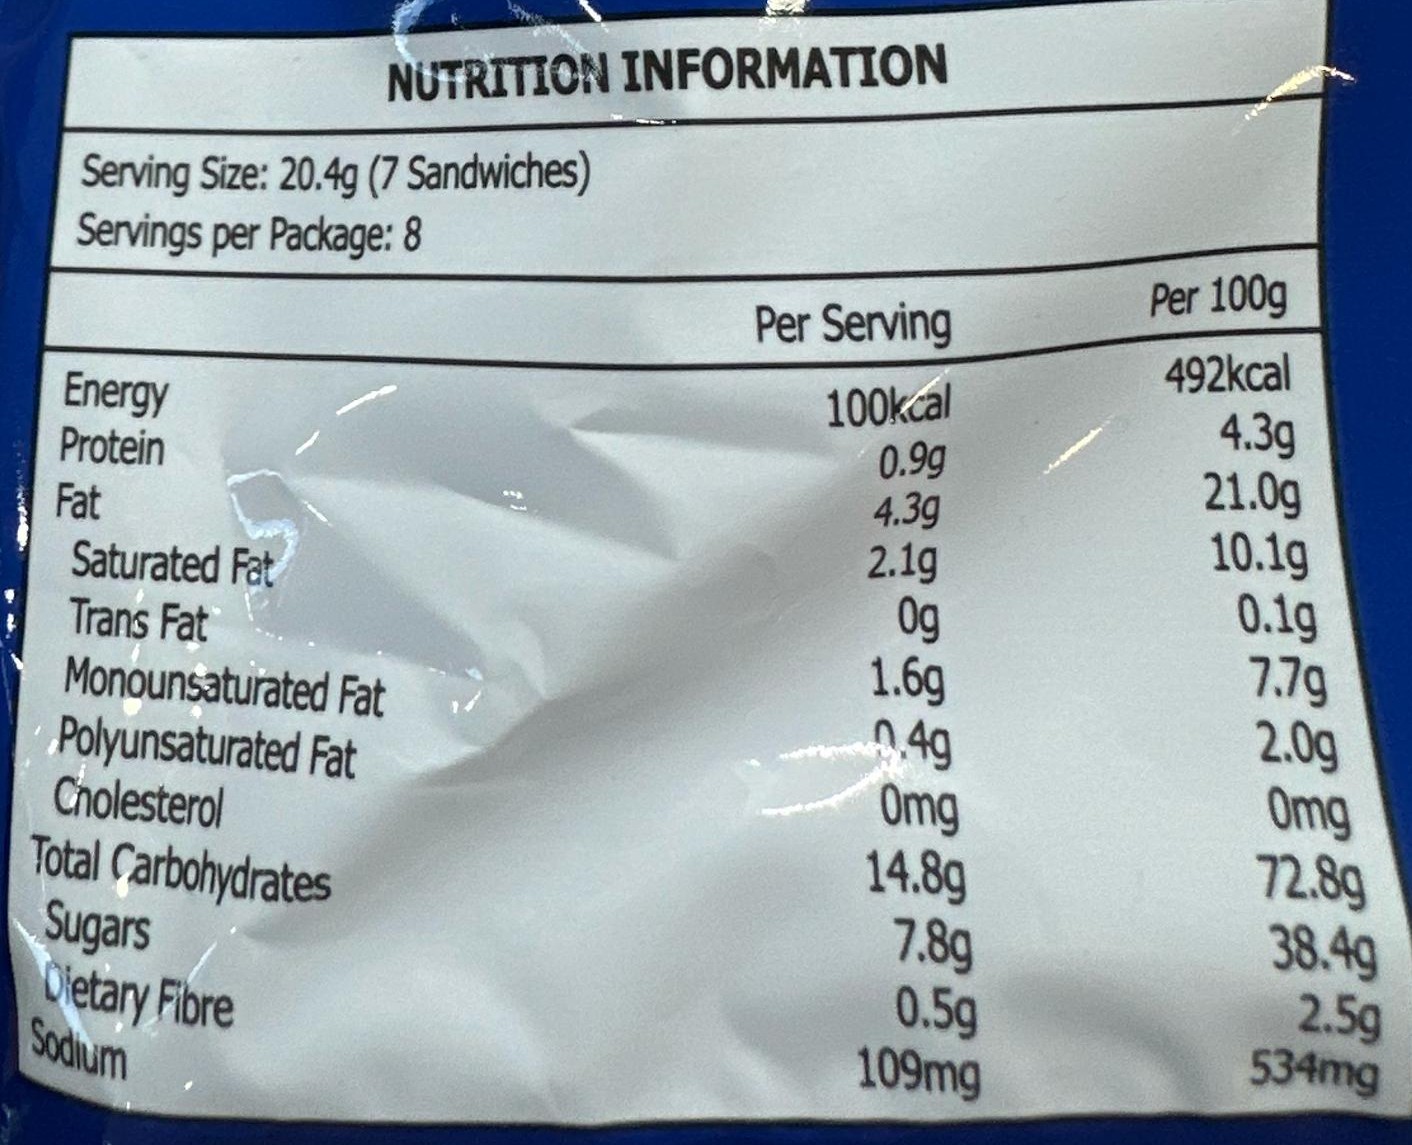 NUTRITION INFORMATION
Serving Size: 20.4g (7 Sandwiches)
Servings per Package: 8
Per Serving Per 100g
Energy 100kcal 492kcal
Protein 0.9g 4.3g
Fat 4.3g 21.0g
Saturated Fat 2.1g 10.1g
Trans Fat 0g 0.1g
Monounsaturated Fat 1.6g 7.7g
Polyunsaturated Fat 0.4g 2.0g
Cholesterol 0mg 0mg
Total Carbohydrates 14.8g 72.8g
Sugars 7.8g 38.4g
Dietary Fibre 0.5g 2.5g
Sodium 109mg 534mg